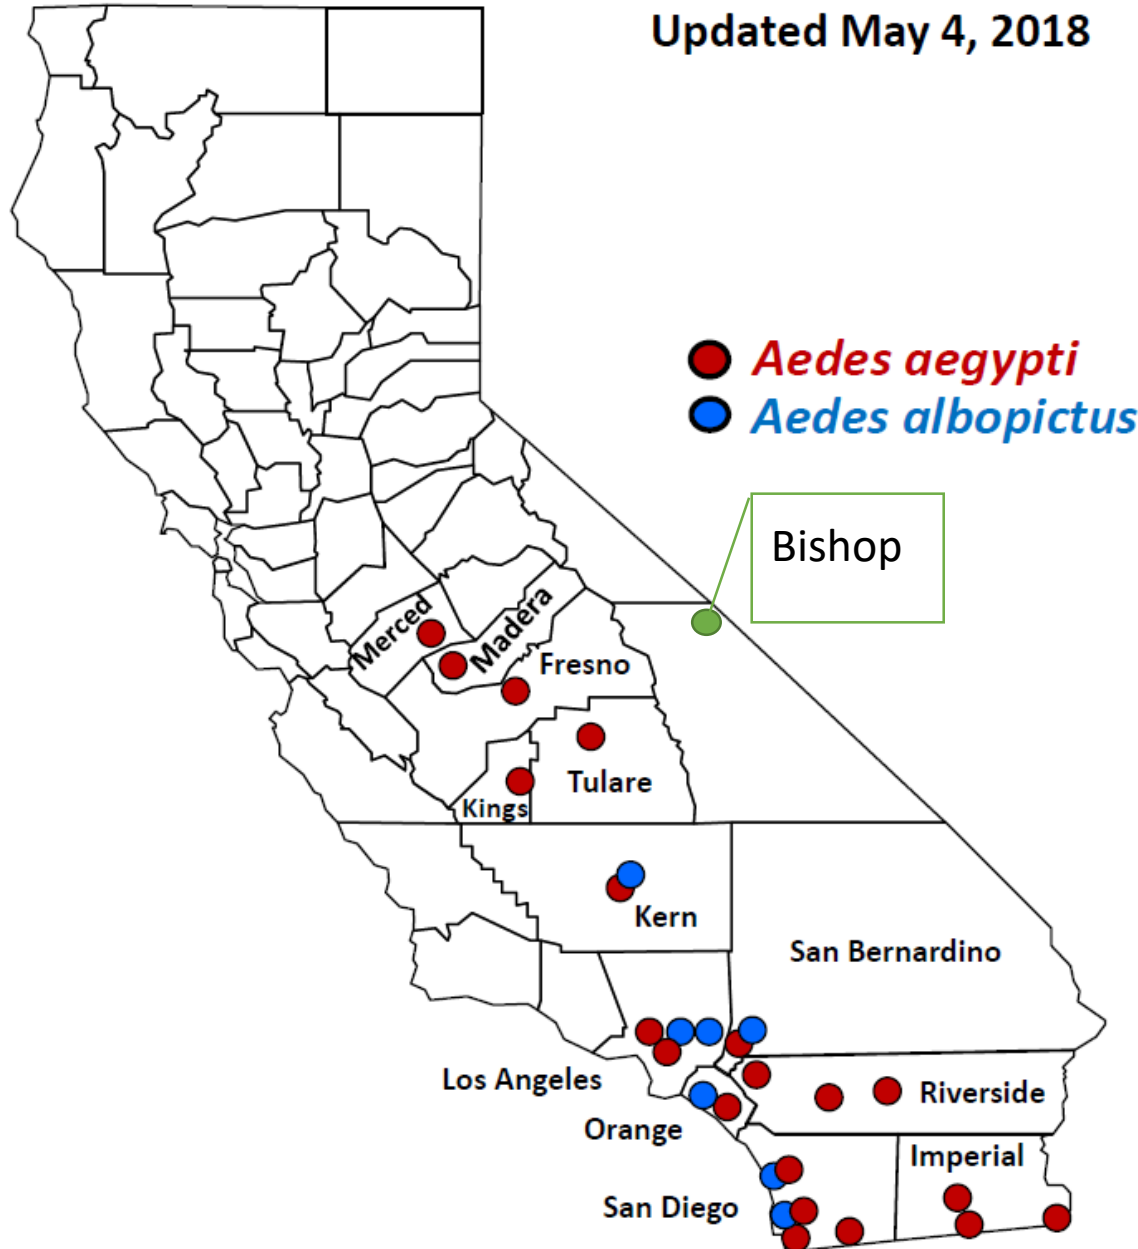 Updated May 4, 2018
Aedes aegypti
Aedes albopictus
Bishop
Merced
Madera
Fresno
Tulare
Kings
Kern
San Bernardino
Los Angeles
Riverside
Orange
Imperial
San Diego